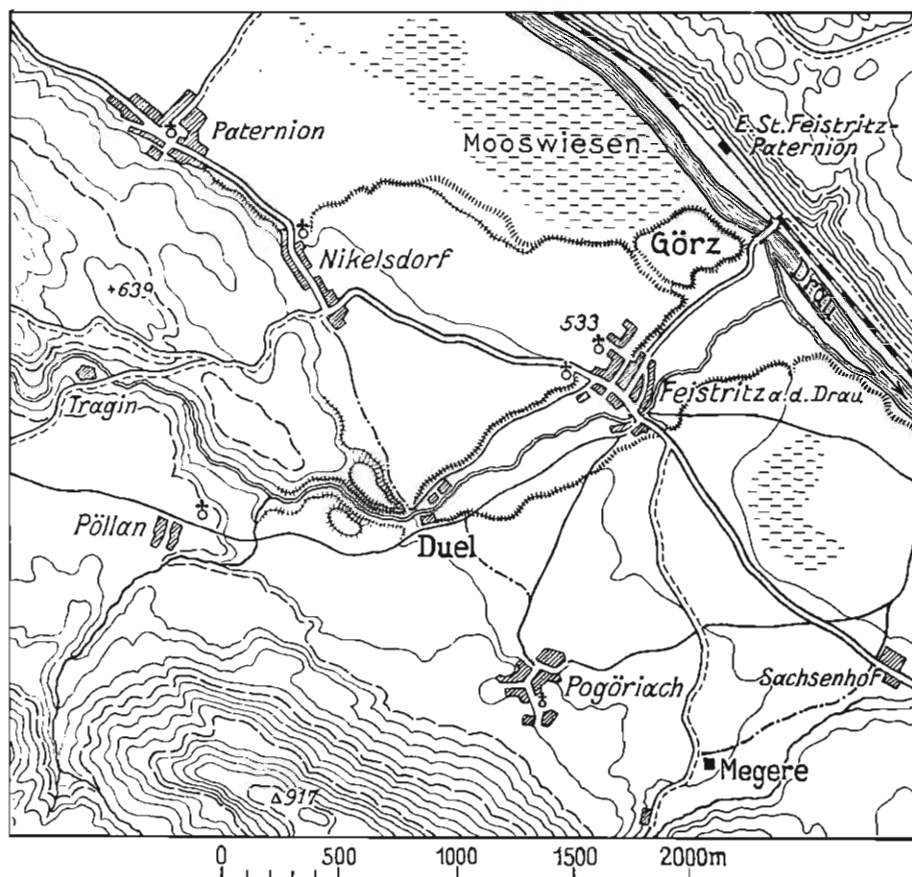 Paternion
Mooswiesen
E.St.Feistritz-
Paternion
Görz
Nikelsdorf
Drau
+639
533
Tragin
Feistritz a.d. Drau
Pöllan
Duel
Pogöriach
Sachsenhof
Megere
△917
0 500 1000 1500 2000m